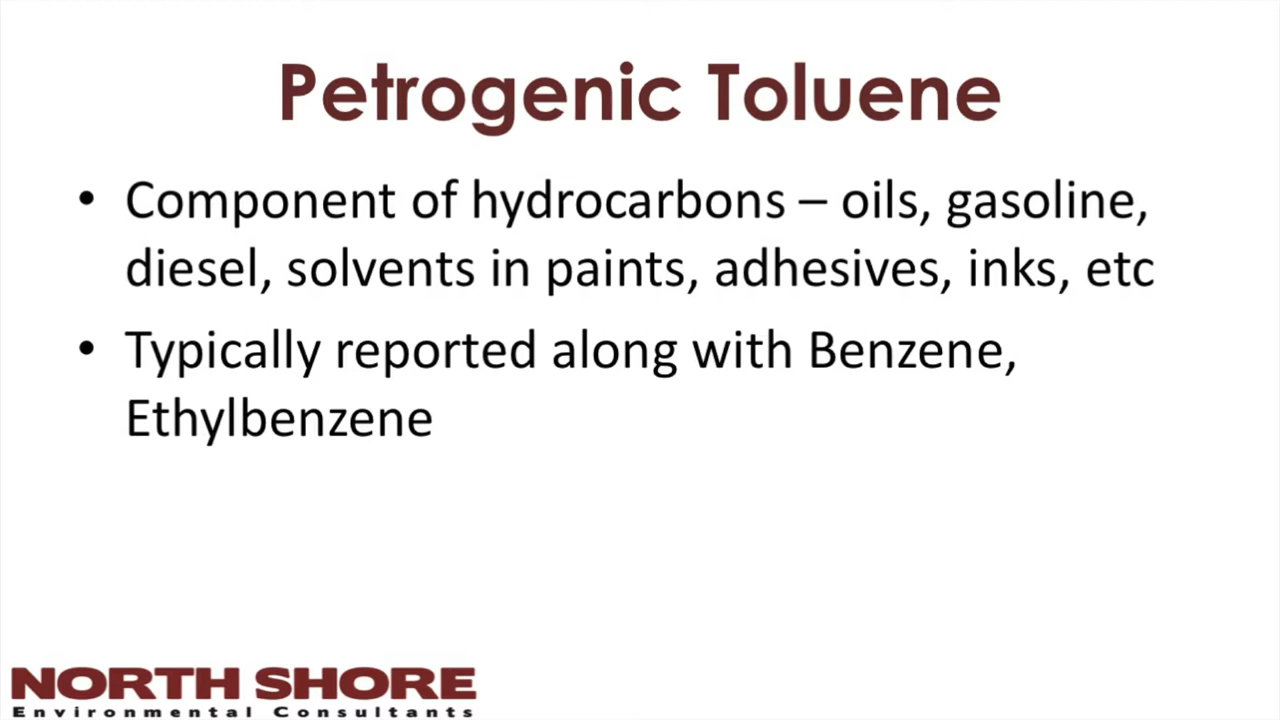 Petrogenic Toluene
• Component of hydrocarbons – oils, gasoline,
diesel, solvents in paints, adhesives, inks, etc
• Typically reported along with Benzene,
Ethylbenzene
NORTH SHORE
Environmental Consultants